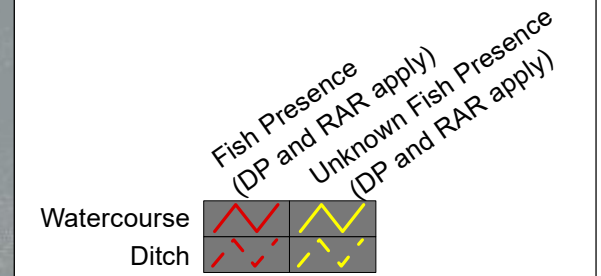 Fish Presence
(DP and RAR apply)
Unknown Fish Presence
(DP and RAR apply)
Watercourse
Ditch